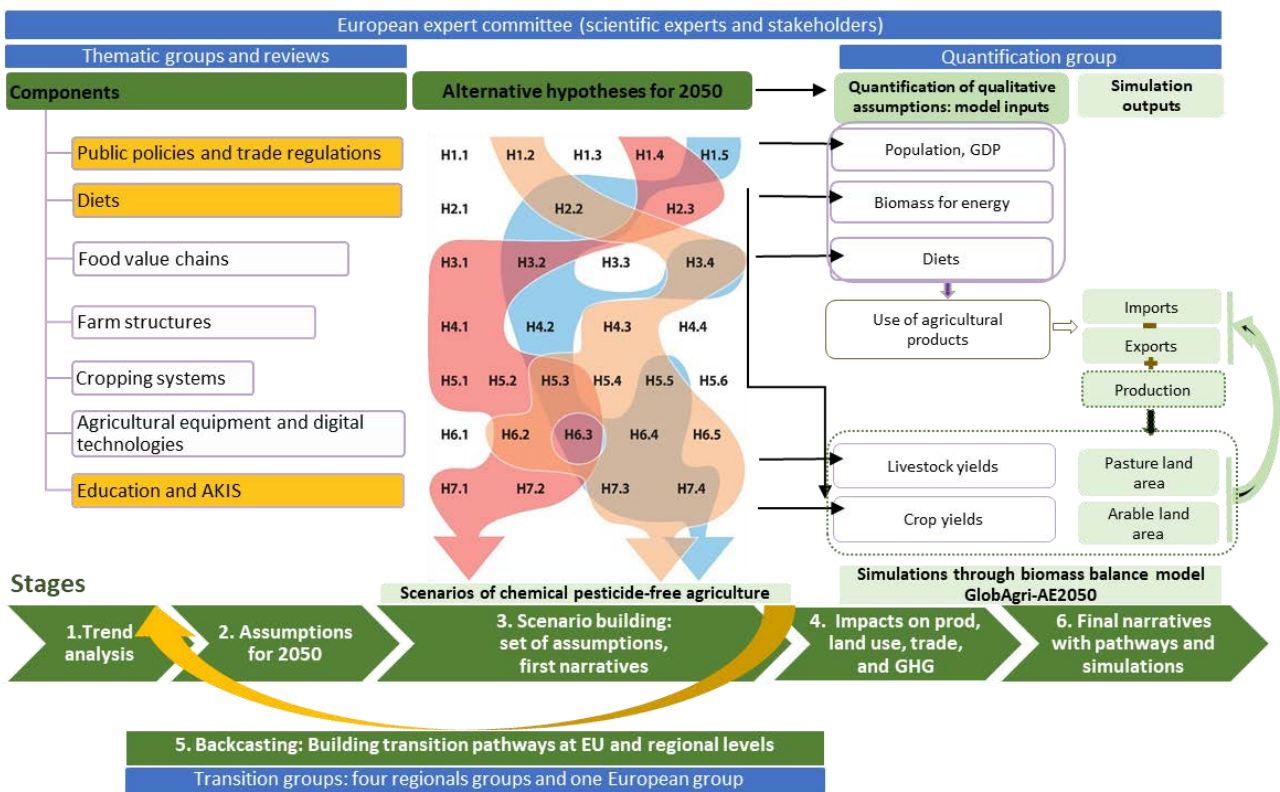 European expert committee (scientific experts and stakeholders)
Thematic groups and reviews
Quantification group
Components
Alternative hypotheses for 2050
Quantification of qualitative
assumptions: model inputs
Simulation
outputs
Public policies and trade regulations
Diets
Food value chains
Farm structures
Cropping systems
Agricultural equipment and digital
technologies
Education and AKIS
H1.1 H1.2 H1.3 H1.4 H1.5
H2.1 H2.2 H2.3
H3.1 H3.2 H3.3 H3.4
H4.1 H4.2 H4.3 H4.4
H5.1 H5.2 H5.3 H5.4 H5.5 H5.6
H6.1 H6.2 H6.3 H6.4 H6.5
H7.1 H7.2 H7.3 H7.4
Population, GDP
Biomass for energy
Diets
Use of agricultural
products
Imports
Exports
Production
Livestock yields
Crop yields
Pasture land
area
Arable land
area
Scenarios of chemical pesticide-free agriculture
Simulations through biomass balance model
GlobAgri-AE2050
Stages
1.Trend
analysis
2. Assumptions
for 2050
3. Scenario building:
set of assumptions,
first narratives
4. Impacts on prod,
land use, trade,
and GHG
6. Final narratives
with pathways and
simulations
5. Backcasting: Building transition pathways at EU and regional levels
Transition groups: four regionals groups and one European group